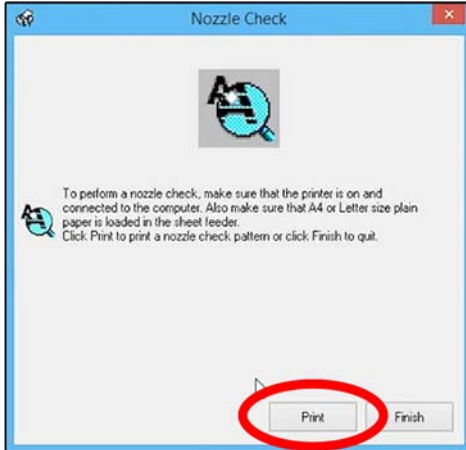 Nozzle Check
To perform a nozzle check, make sure that the printer is on and
connected to the computer. Also make sure that A4 or Letter size plain
paper is loaded in the sheet feeder.
Click Print to print a nozzle check pattern or click Finish to quit.
Print Finish